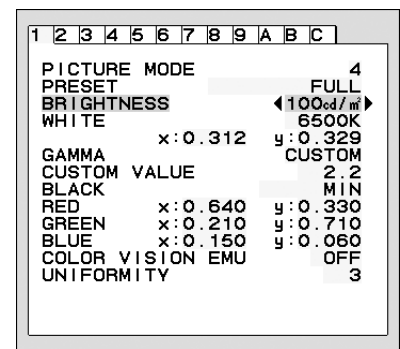 1 2 3 4 5 6 7 8 9 A B C
PICTURE MODE 4
PRESET FULL
BRIGHTNESS ◀100cd/㎡▶
WHITE 6500K
x:0.312 y:0.329
GAMMA CUSTOM
CUSTOM VALUE 2.2
BLACK MIN
RED x:0.640 y:0.330
GREEN x:0.210 y:0.710
BLUE x:0.150 y:0.060
COLOR VISION EMU OFF
UNIFORMITY 3